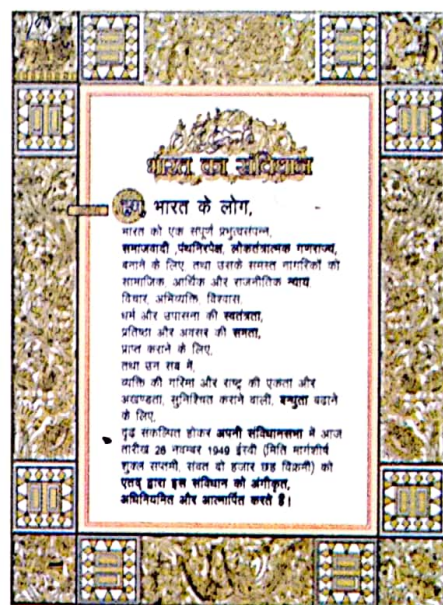 भारत का संविधान
हम, भारत के लोग,
भारत को एक संपूर्ण प्रभुत्वसंपन्न,
समाजवादी ,पंथनिरपेक्ष, लोकतंत्रात्मक गणराज्य,
बनाने के लिए, तथा उसके समस्त नागरिकों को
सामाजिक, आर्थिक और राजनीतिक न्याय,
विचार, अभिव्यक्ति, विश्वास,
धर्म और उपासना की स्वतंत्रता,
प्रतिष्ठा और अवसर की समता,
प्राप्त कराने के लिए,
तथा उन सब में,
व्यक्ति की गरिमा और राष्ट्र की एकता और
अखण्डता, सुनिश्चित कराने वाली, बन्धुता बढाने
के लिए,
दृढ संकल्पित होकर अपनी संविधानसभा में आज
तारीख 26 नवम्बर 1949 ईस्वी (मिति मार्गशीर्ष
शुक्ल सप्तमी, संवत दो हजार छह विक्रमी) को
एतद् द्वारा इस संविधान को अंगीकृत,
अधिनियमित और आत्मार्पित करते हैं।